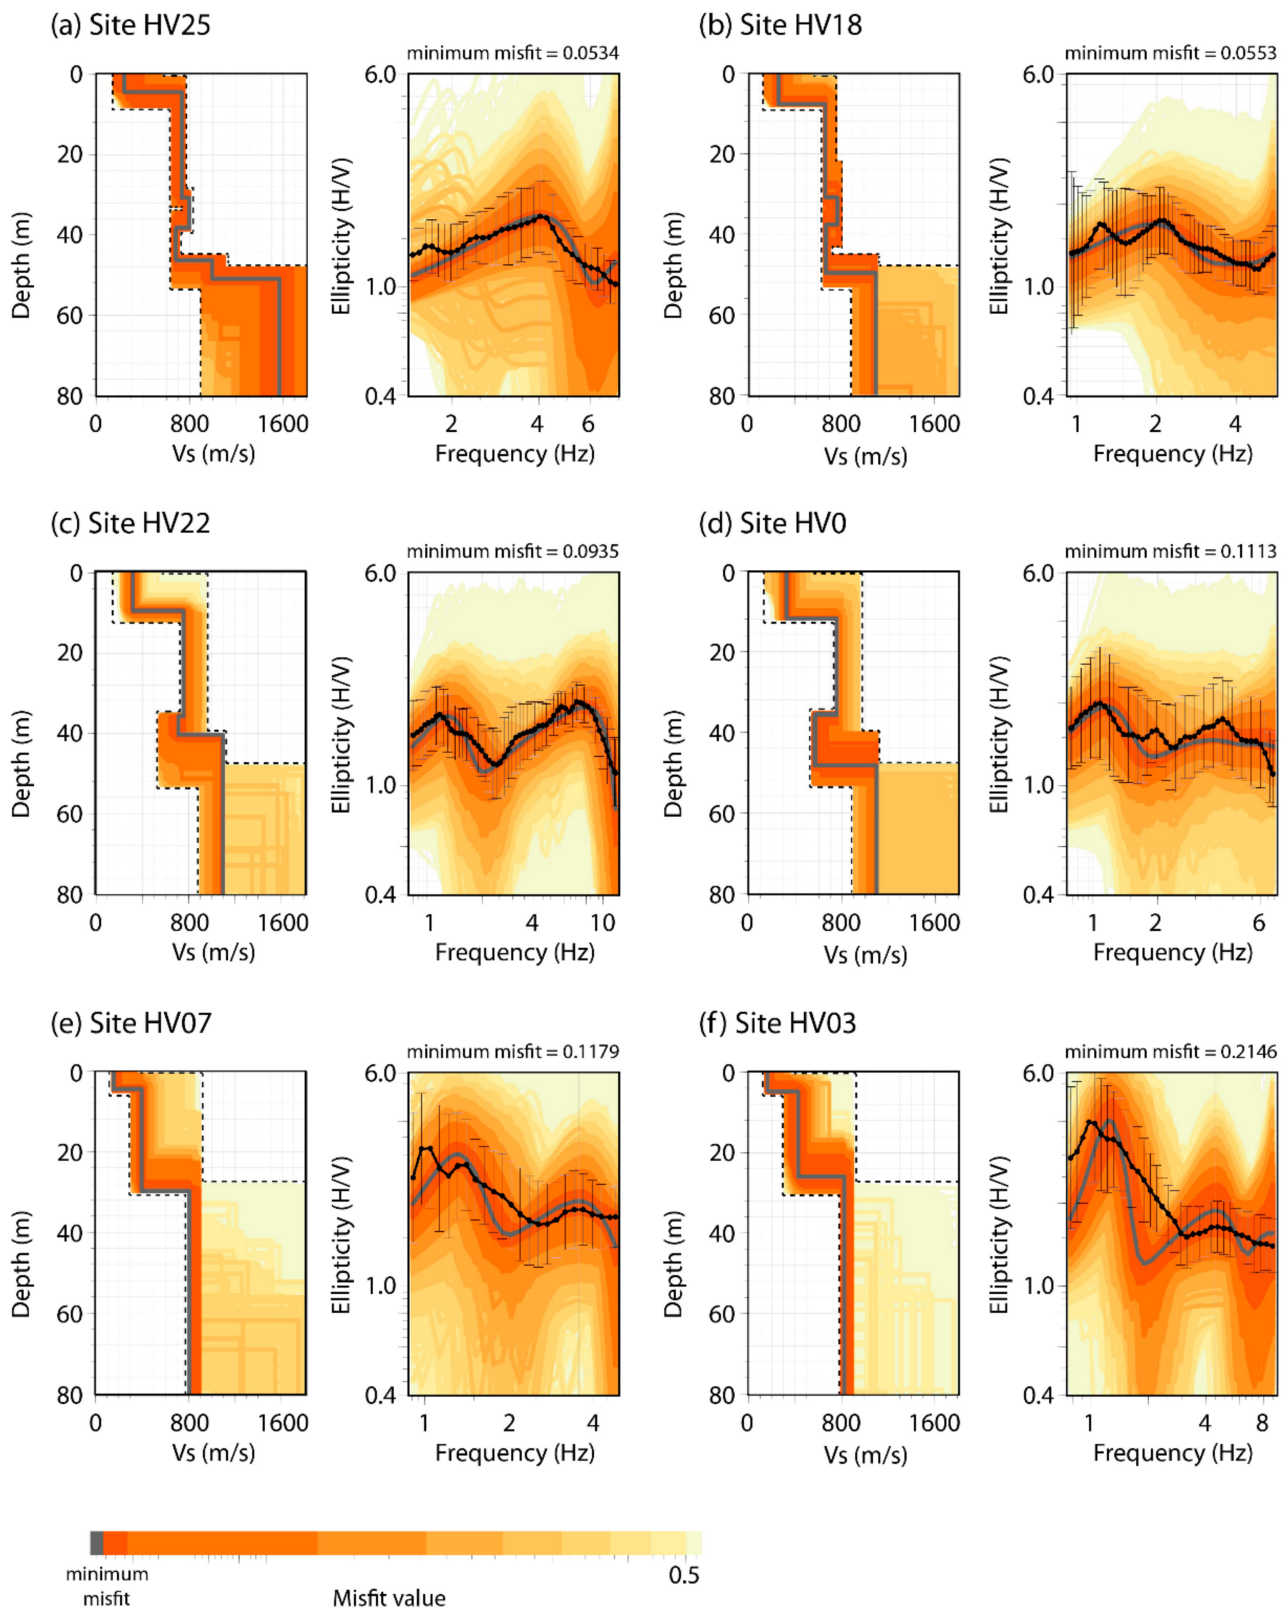 (a) Site HV25
minimum misfit = 0.0534
0
20
40
60
80
Depth (m)
0 800 1600
Vs (m/s)
6.0
1.0
0.4
Ellipticity (H/V)
2 4 6
Frequency (Hz)
(b) Site HV18
minimum misfit = 0.0553
0
20
40
60
80
Depth (m)
0 800 1600
Vs (m/s)
6.0
1.0
0.4
Ellipticity (H/V)
1 2 4
Frequency (Hz)
(c) Site HV22
minimum misfit = 0.0935
0
20
40
60
80
Depth (m)
0 800 1600
Vs (m/s)
6.0
1.0
0.4
Ellipticity (H/V)
1 4 10
Frequency (Hz)
(d) Site HV0
minimum misfit = 0.1113
0
20
40
60
80
Depth (m)
0 800 1600
Vs (m/s)
6.0
1.0
0.4
Ellipticity (H/V)
1 2 6
Frequency (Hz)
(e) Site HV07
minimum misfit = 0.1179
0
20
40
60
80
Depth (m)
0 800 1600
Vs (m/s)
6.0
1.0
0.4
Ellipticity (H/V)
1 2 4
Frequency (Hz)
(f) Site HV03
minimum misfit = 0.2146
0
20
40
60
80
Depth (m)
0 800 1600
Vs (m/s)
6.0
1.0
0.4
Ellipticity (H/V)
1 4 8
Frequency (Hz)
minimum
misfit
0.5
Misfit value